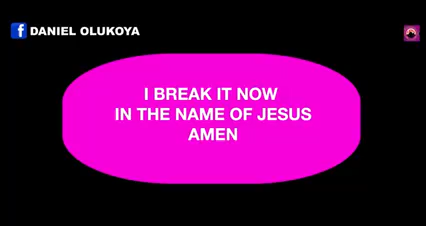 DANIEL OLUKOYA
I BREAK IT NOW
IN THE NAME OF JESUS
AMEN